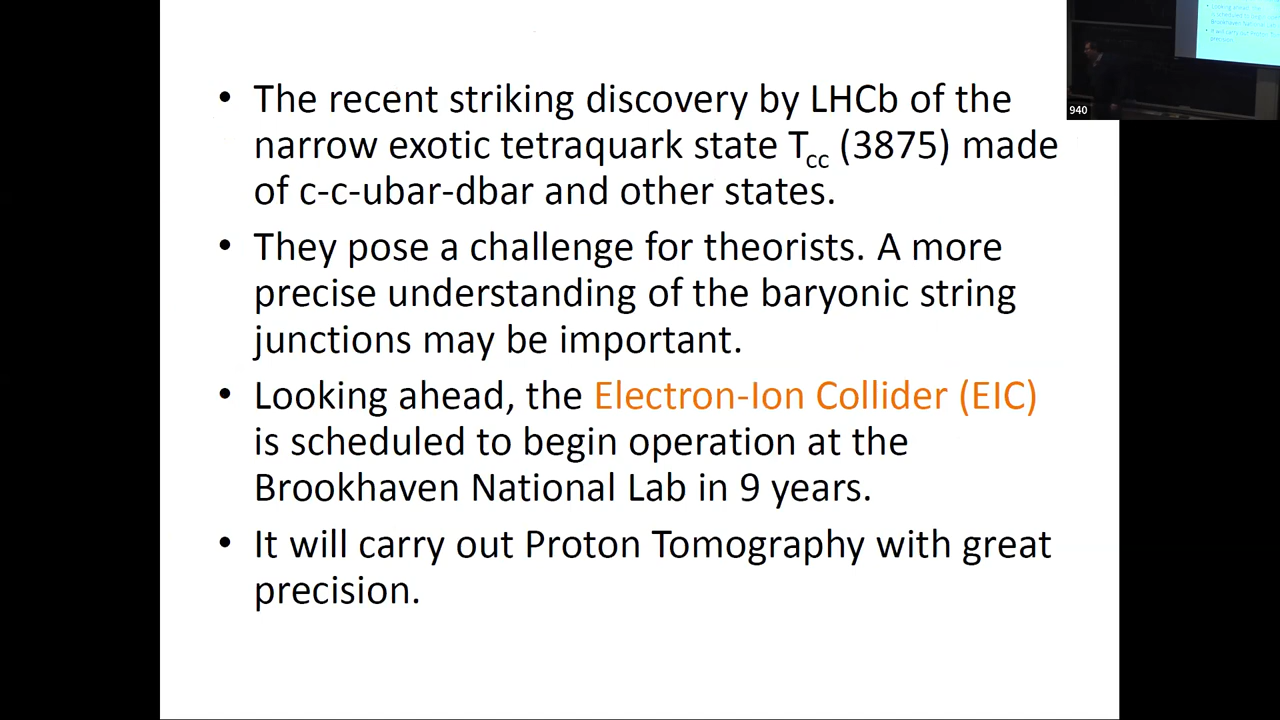 • The recent striking discovery by LHCb of the
narrow exotic tetraquark state Tcc (3875) made
of c-c-ubar-dbar and other states.
• They pose a challenge for theorists. A more
precise understanding of the baryonic string
junctions may be important.
• Looking ahead, the Electron-Ion Collider (EIC)
is scheduled to begin operation at the
Brookhaven National Lab in 9 years.
• It will carry out Proton Tomography with great
precision.
940